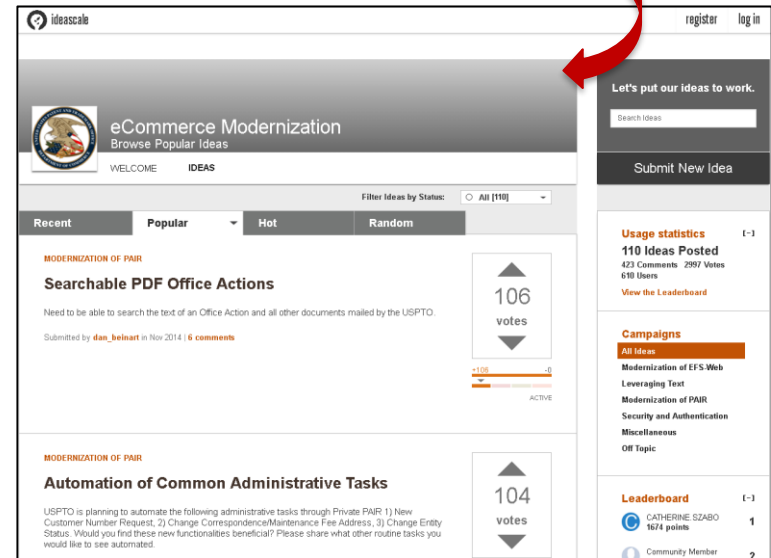 ideascale
register log in
Let's put our ideas to work.
Search Ideas
Submit New Idea
eCommerce Modernization
Browse Popular Ideas
WELCOME IDEAS
Filter Ideas by Status: All [110]
Recent Popular Hot Random
MODERNIZATION OF PAIR
Searchable PDF Office Actions
Need to be able to search the text of an Office Action and all other documents mailed by the USPTO.
Submitted by dan_beinart in Nov 2014 | 6 comments
106
votes
+106 -0
ACTIVE
MODERNIZATION OF PAIR
Automation of Common Administrative Tasks
USPTO is planning to automate the following administrative tasks through Private PAIR 1) New
Customer Number Request, 2) Change Correspondence/Maintenance Fee Address, 3) Change Entity
Status. Would you find these new functionalities beneficial? Please share what other routine tasks you
would like to see automated.
104
votes
Usage statistics [-]
110 Ideas Posted
423 Comments 2997 Votes
610 Users
View the Leaderboard
Campaigns
All Ideas
Modernization of EFS-Web
Leveraging Text
Modernization of PAIR
Security and Authentication
Miscellaneous
Off Topic
Leaderboard [-]
C CATHERINE.SZABO 1
1674 points
Community Member 2